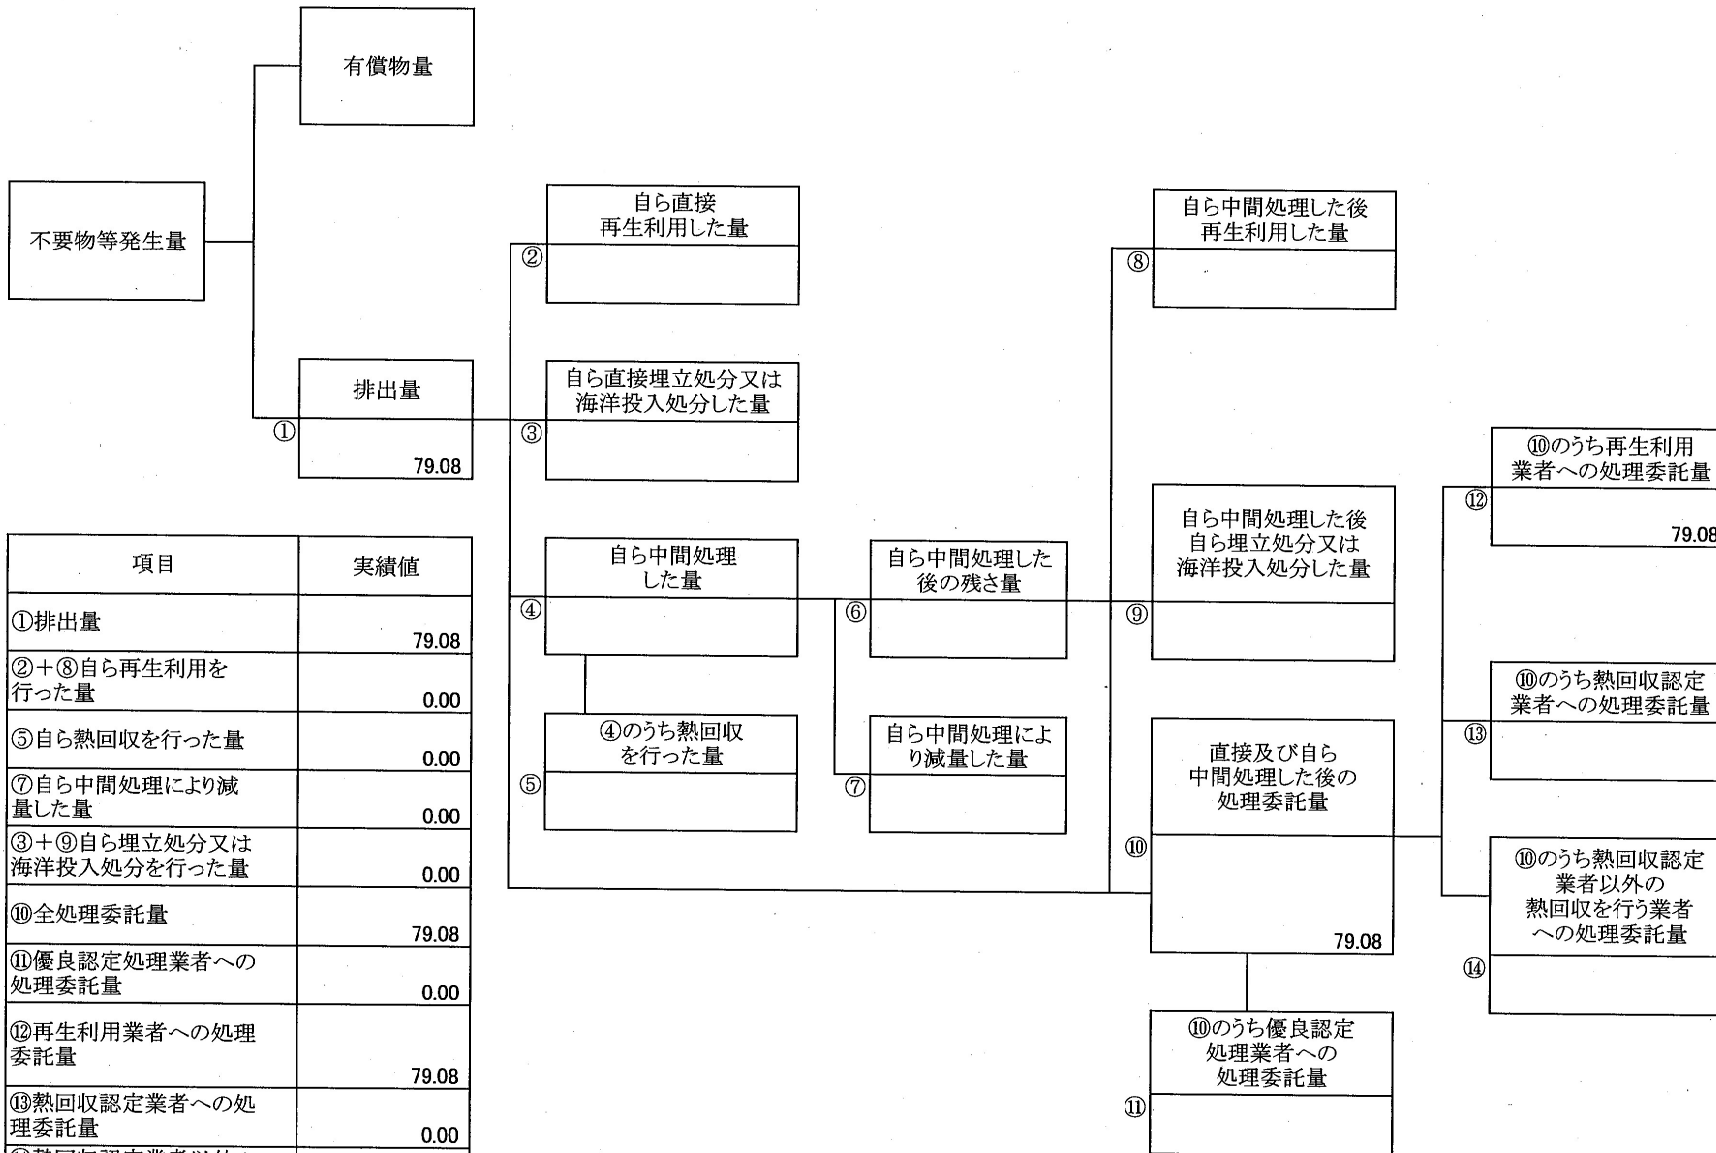 有償物量
不要物等発生量
排出量
①
79.08
自ら直接
再生利用した量
②
自ら直接埋立処分又は
海洋投入処分した量
③
自ら中間処理
した量
④
④のうち熱回収
を行った量
⑤
自ら中間処理した
後の残さ量
⑥
自ら中間処理によ
り減量した量
⑦
自ら中間処理した後
再生利用した量
⑧
自ら中間処理した後
自ら埋立処分又は
海洋投入処分した量
⑨
直接及び自ら
中間処理した後の
処理委託量
⑩
79.08
⑩のうち優良認定
処理業者への
処理委託量
⑪
⑩のうち再生利用
業者への処理委託量
⑫
79.08
⑩のうち熱回収認定
業者への処理委託量
⑬
⑩のうち熱回収認定
業者以外の
熱回収を行う業者
への処理委託量
⑭
項目 実績値
①排出量
79.08
②+⑧自ら再生利用を
行った量
0.00
⑤自ら熱回収を行った量
0.00
⑦自ら中間処理により減
量した量
0.00
③+⑨自ら埋立処分又は
海洋投入処分を行った量
0.00
⑩全処理委託量
79.08
⑪優良認定処理業者への
処理委託量
0.00
⑫再生利用業者への処理
委託量
79.08
⑬熱回収認定業者への処
理委託量
0.00